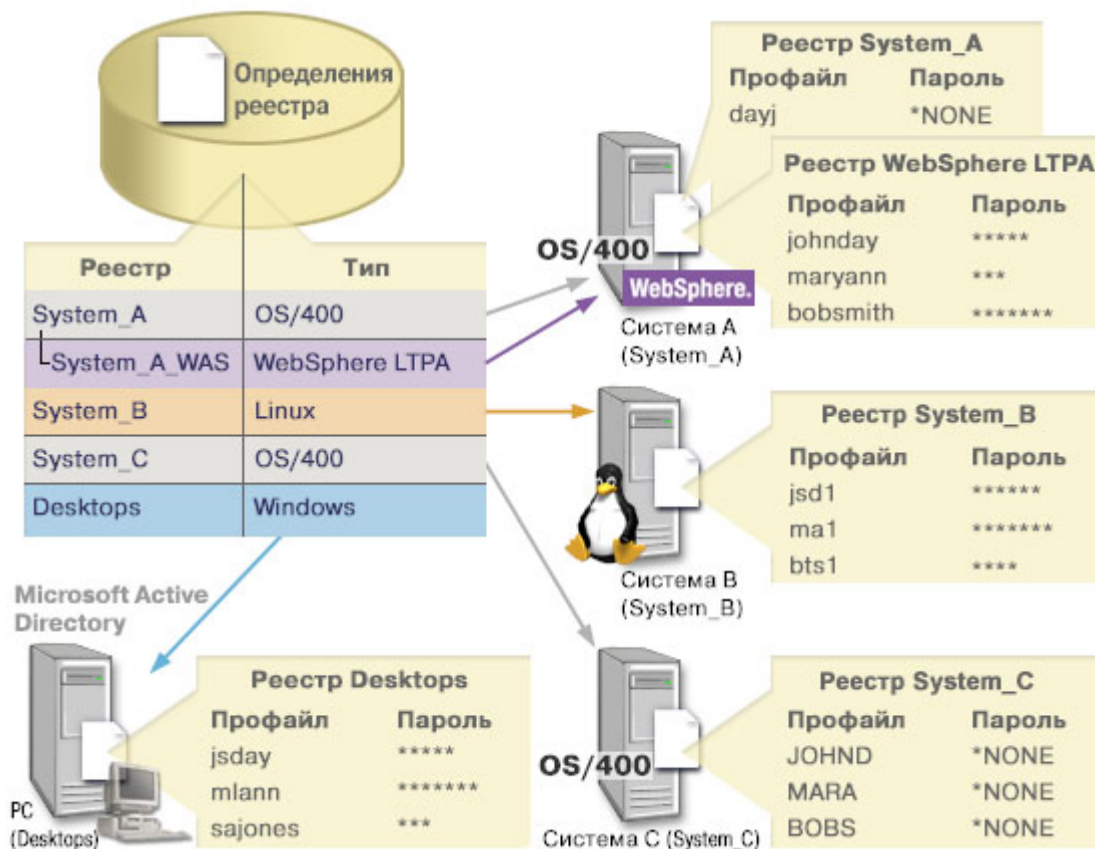 Определения
реестра
Реестр Тип
System_A OS/400
System_A_WAS WebSphere LTPA
System_B Linux
System_C OS/400
Desktops Windows
Реестр System_A
Профайл Пароль
dayj *NONE
Реестр WebSphere LTPA
Профайл Пароль
johnday *****
maryann ***
bobsmith *******
OS/400
WebSphere.
Система A
(System_A)
Реестр System_B
Профайл Пароль
jsd1 ******
ma1 *******
bts1 ****
Система B
(System_B)
Microsoft Active
Directory
PC
(Desktops)
Реестр Desktops
Профайл Пароль
jsday *****
mlann *******
sajones ***
OS/400
Система C (System_C)
Реестр System_C
Профайл Пароль
JOHND *NONE
MARA *NONE
BOBS *NONE